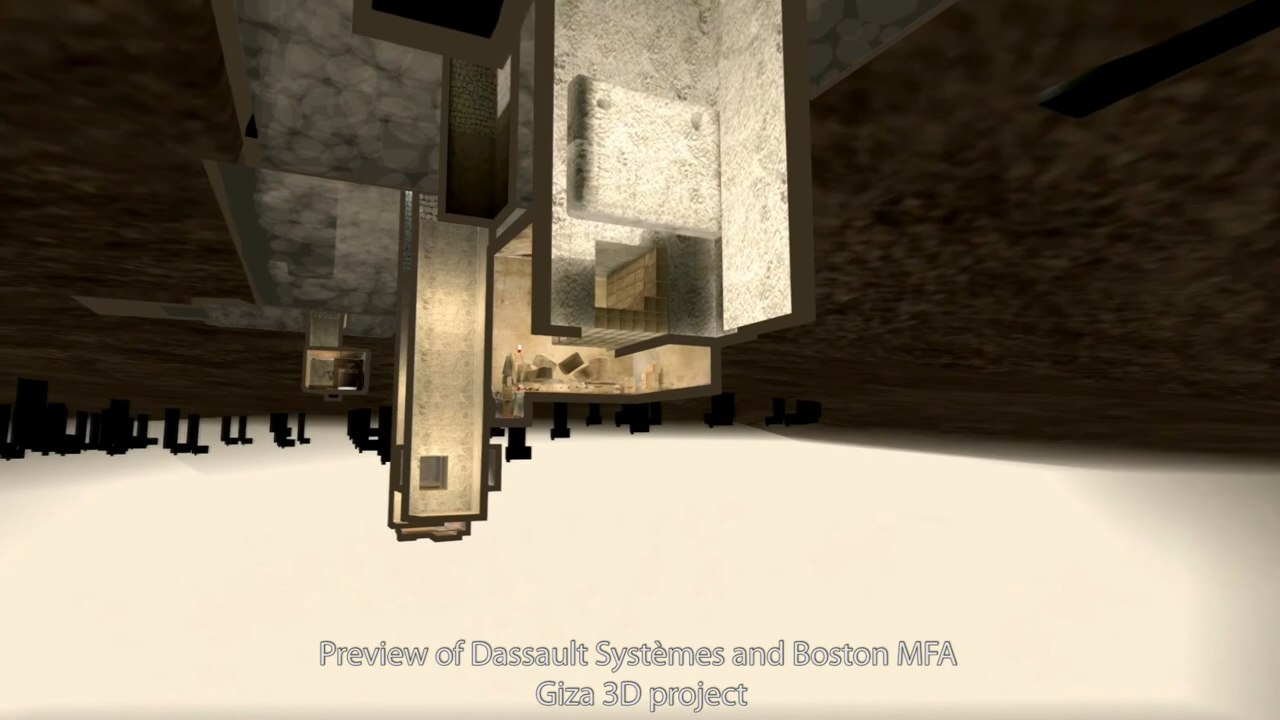 Preview of Dassault Systèmes and Boston MFA
Giza 3D project